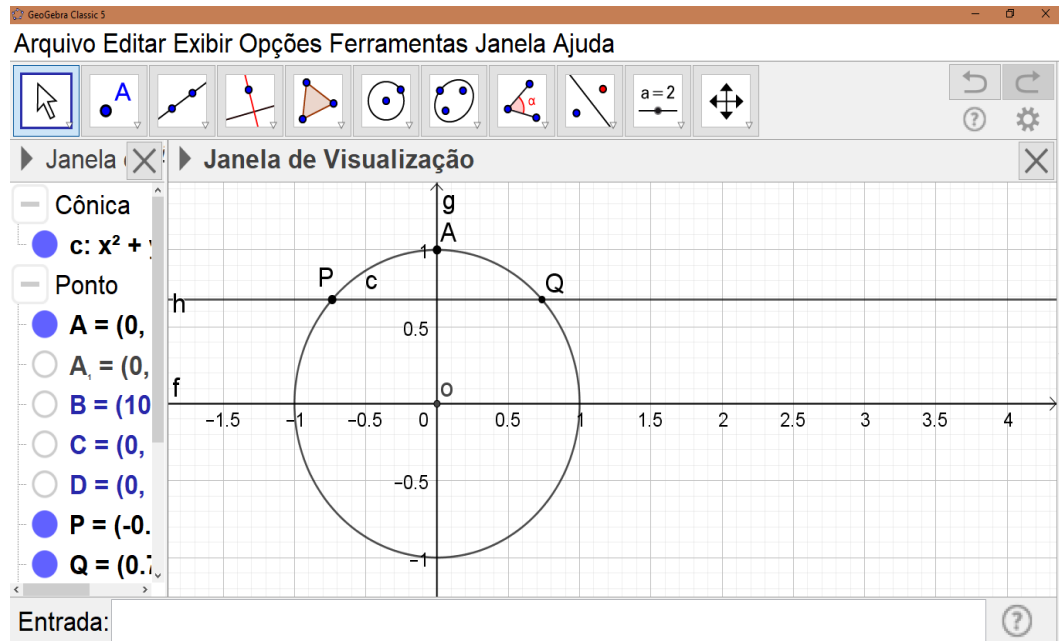 GeoGebra Classic 5
Arquivo Editar Exibir Opções Ferramentas Janela Ajuda
A
α
a=2
Janela
Janela de Visualização
Cônica
c: x² +
Ponto
A = (0,
A₁ = (0,
B = (10
C = (0,
D = (0,
P = (-0.
Q = (0.7
g
A
1
P
c
Q
h
0.5
f
o
−1.5 −1 −0.5 0 0.5 1 1.5 2 2.5 3 3.5 4
−0.5
−1
Entrada: